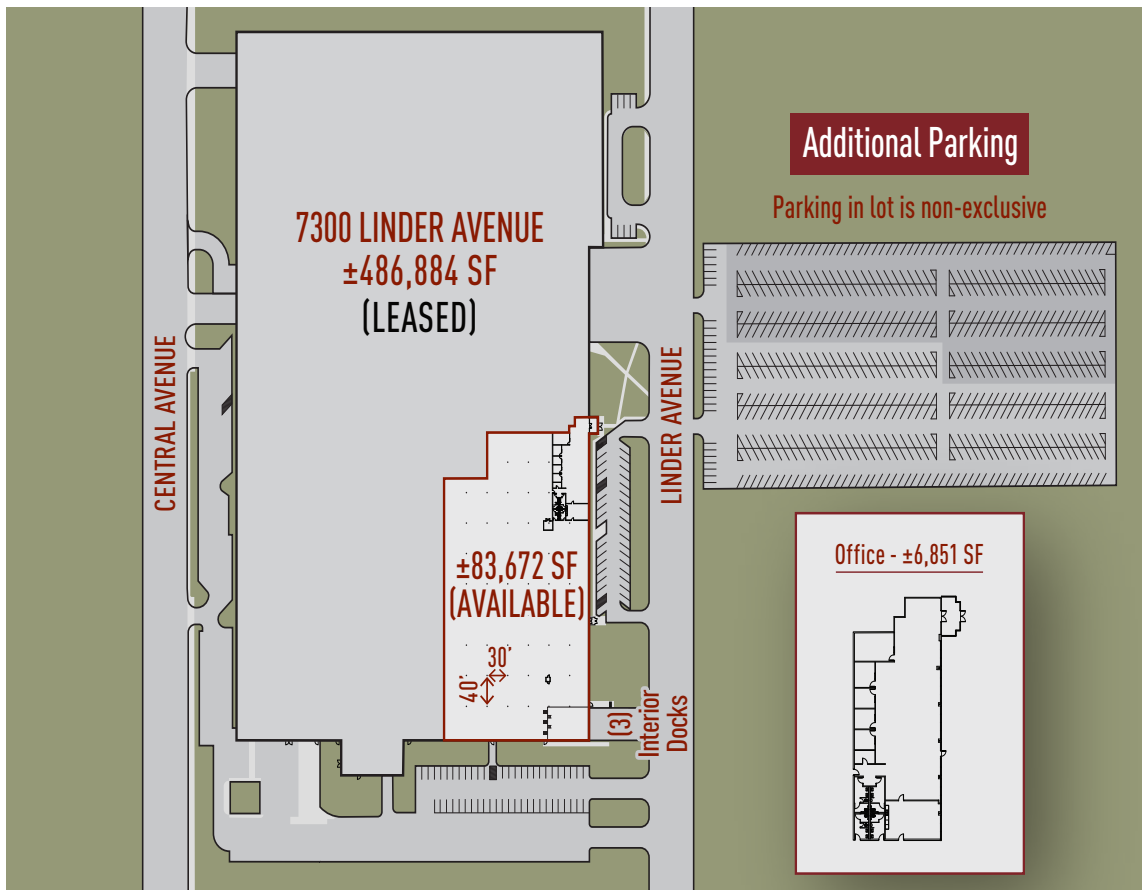 Additional Parking
Parking in lot is non-exclusive
7300 LINDER AVENUE
±486,884 SF
(LEASED)
CENTRAL AVENUE
LINDER AVENUE
±83,672 SF
(AVAILABLE)
30'
40'
(3)
Interior
Docks
Office - ±6,851 SF